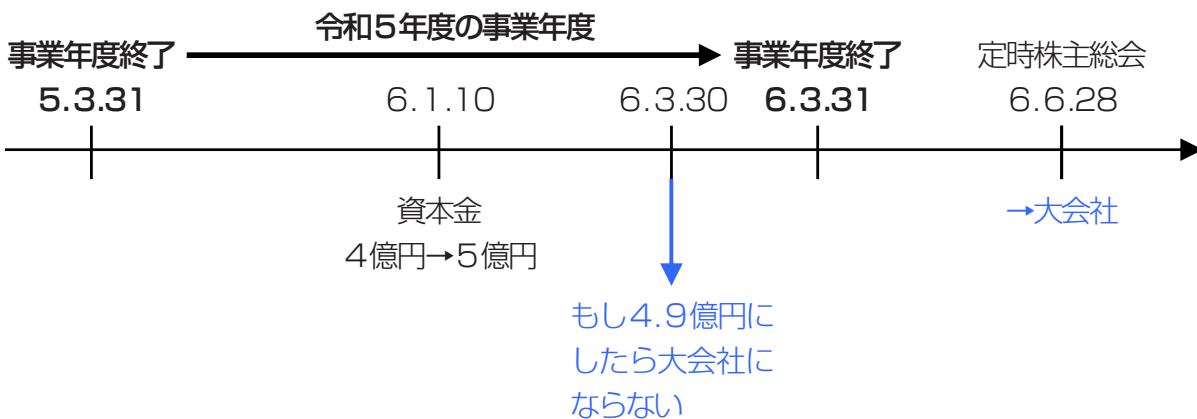 令和５年度の事業年度
事業年度終了 事業年度終了 定時株主総会
5.3.31 6.1.10 6.3.30 6.3.31 6.6.28
資本金 →大会社
４億円→５億円
もし４.９億円に
したら大会社に
ならない